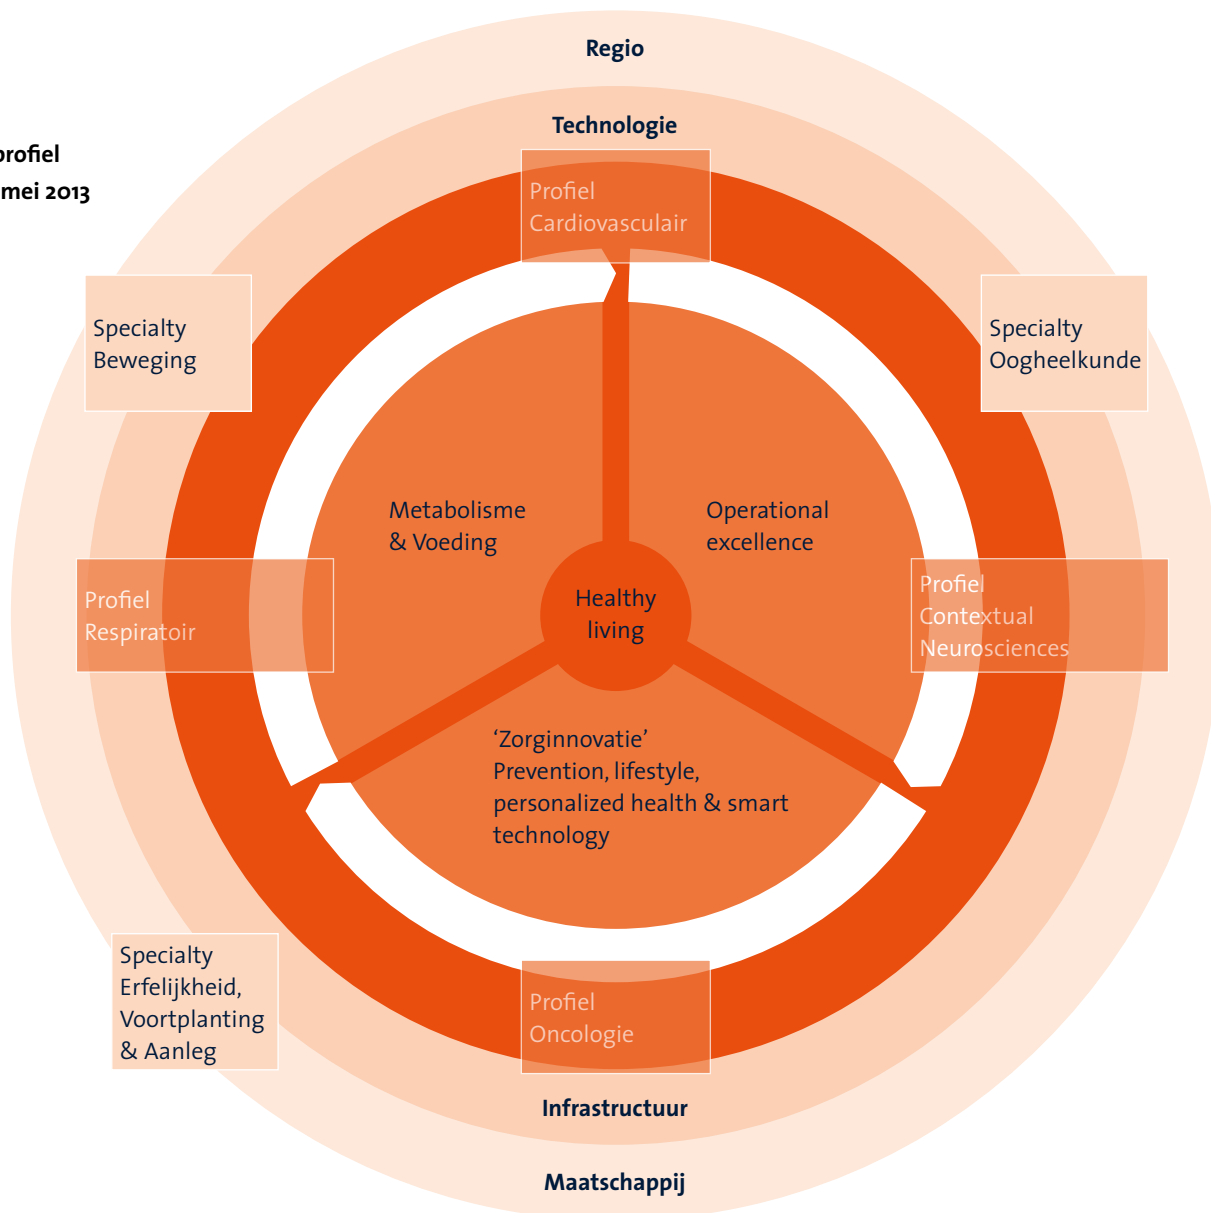 Regio
Technologie
profiel
mei 2013
Profiel
Cardiovasculair
Specialty
Beweging
Specialty
Oogheelkunde
Metabolisme
& Voeding
Operational
excellence
Profiel
Respiratoir
Healthy
living
Profiel
Contextual
Neurosciences
‘Zorginnovatie’
Prevention, lifestyle,
personalized health & smart
technology
Specialty
Erfelijkheid,
Voortplanting
& Aanleg
Profiel
Oncologie
Infrastructuur
Maatschappij